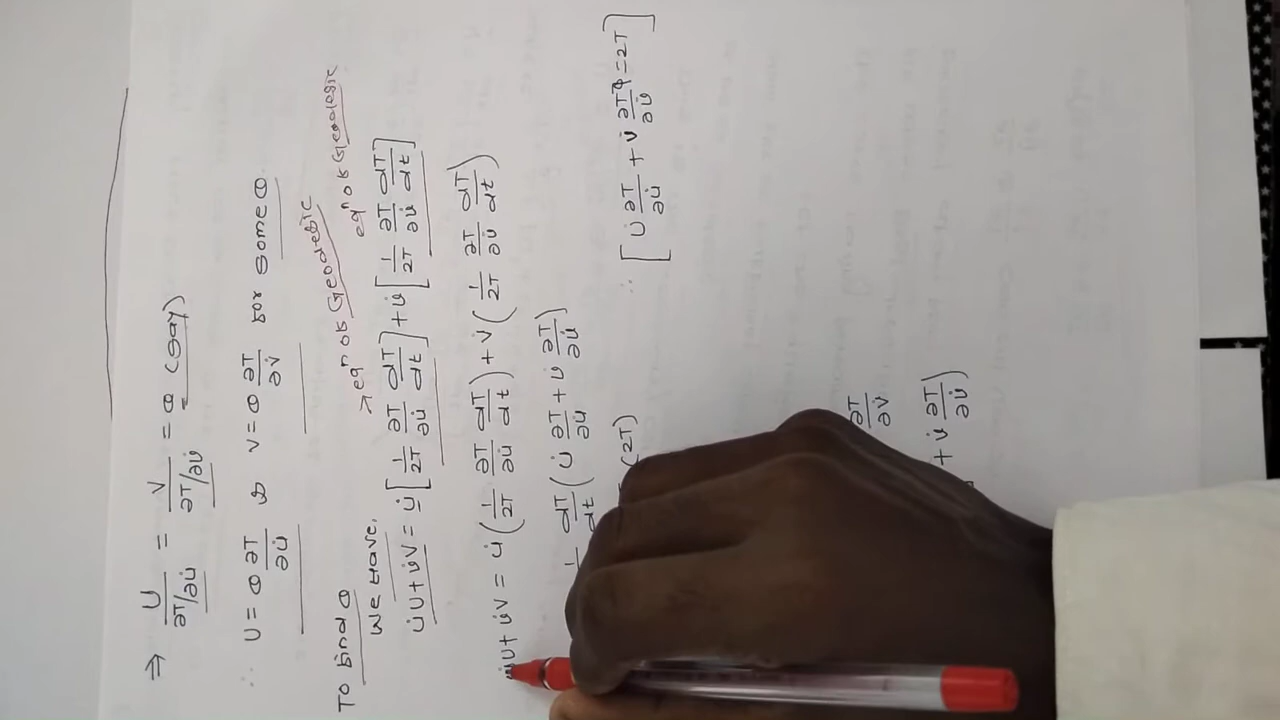 ⇒ U / ∂T/∂u̇ = V / ∂T/∂v̇ = θ (say)
∴ U = θ ∂T/∂u̇ & V = θ ∂T/∂v̇ for some θ
→ eqn of Geodesic eqn of Geodesic
To find θ
We Have,
u̇U + v̇V = u̇ [ 1/2T ∂T/∂u̇ dT/dt ] + v̇ [ 1/2T ∂T/∂u̇ dT/dt ]
u̇U + v̇V = u̇ ( 1/2T ∂T/∂u̇ dT/dt ) + v̇ ( 1/2T ∂T/∂u̇ dT/dt )
dT/dt ( u̇ ∂T/∂u̇ + v̇ ∂T/∂u̇ )
(2T) ∴ [ u̇ ∂T/∂u̇ + v̇ ∂T/∂v̇ = 2T ]
∂T/∂v̇
+ v̇ ∂T/∂u̇ )